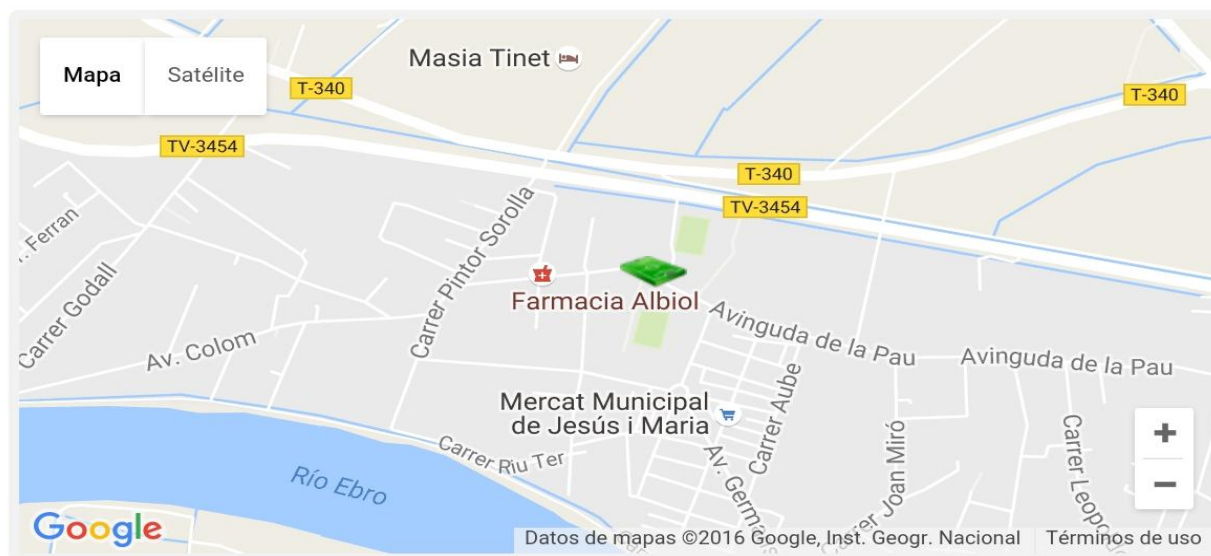 Mapa
Satélite
Masia Tinet
T-340
T-340
TV-3454
T-340
TV-3454
Ferran
Carrer Godall
Carrer Pintor Sorolla
Farmacia Albiol
Av. Colom
Avinguda de la Pau
Avinguda de la Pau
Mercat Municipal
de Jesús i Maria
Carrer Aube
Carrer Riu Ter
Av. Germans
Carrer Joan Miró
Carrer Leopol
Río Ebro
+
−
Google
Datos de mapas ©2016 Google, Inst. Geogr. Nacional
Términos de uso